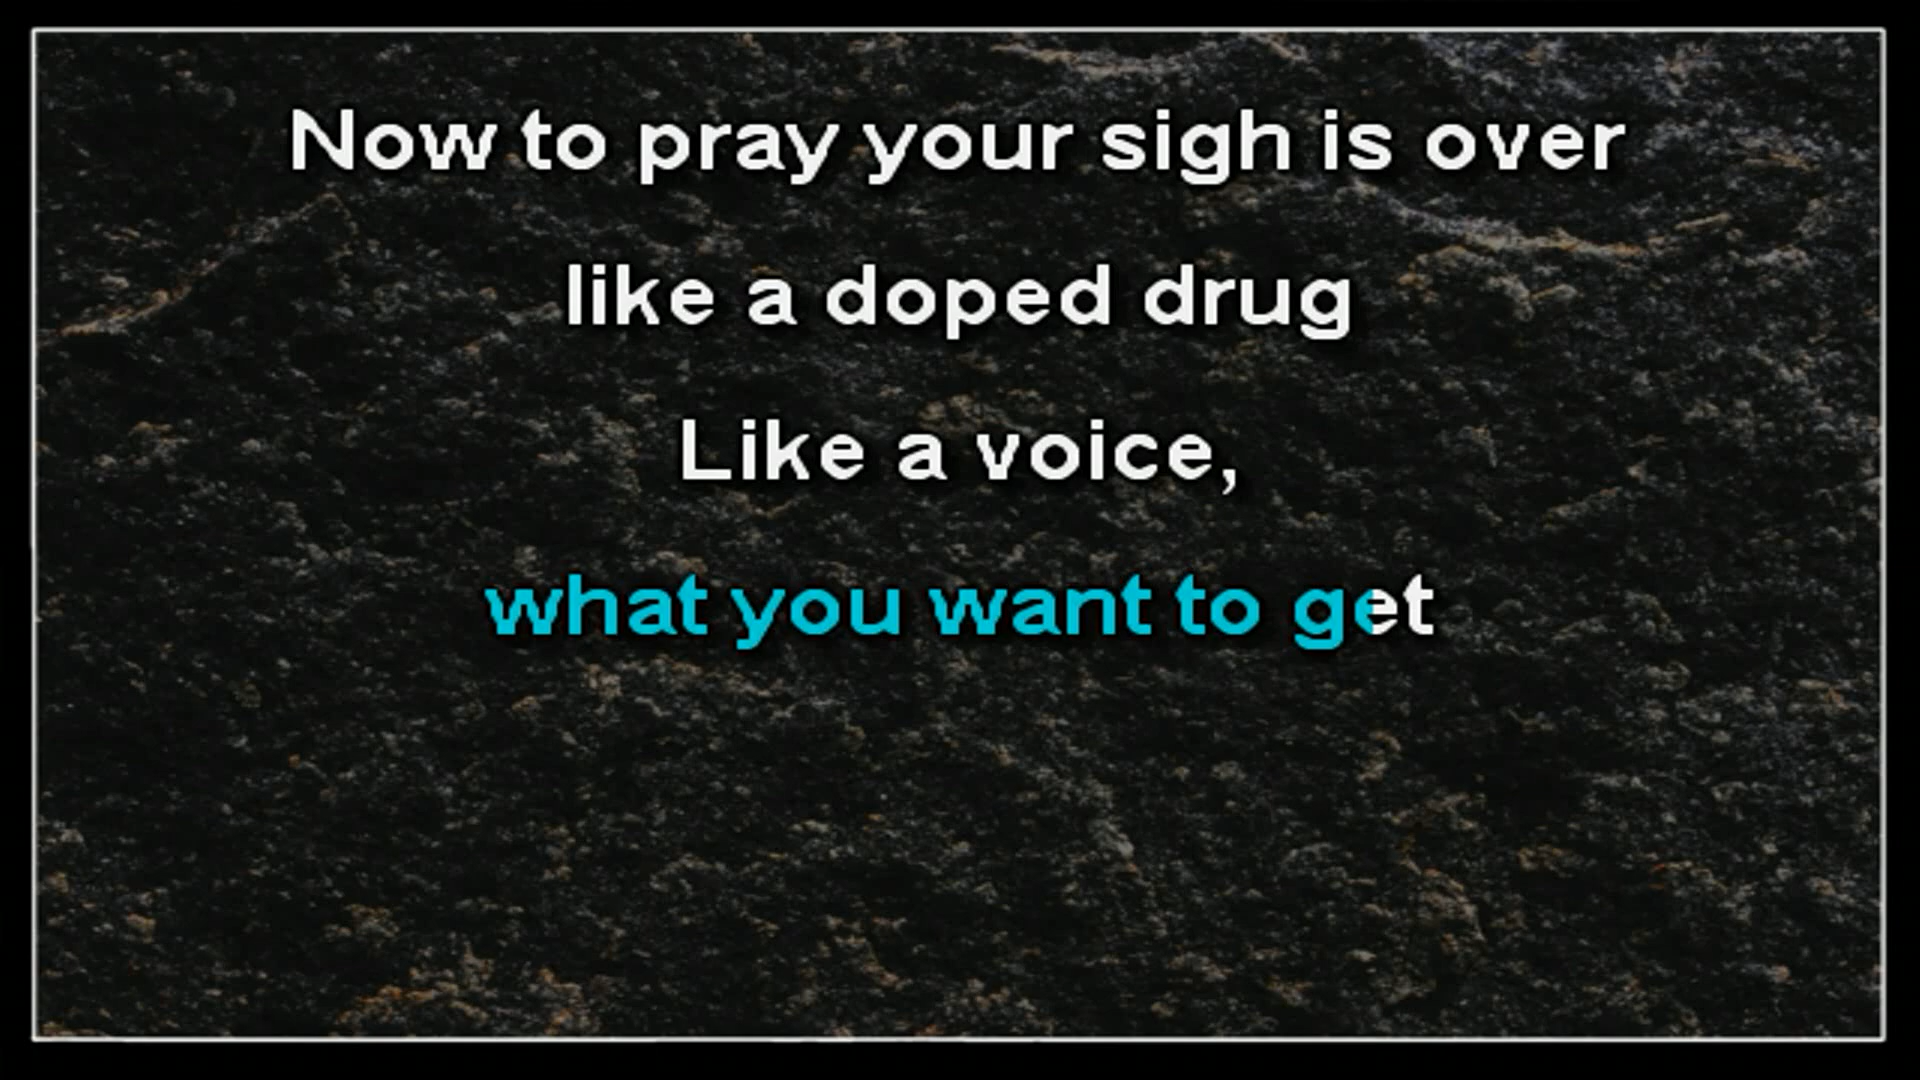 Now to pray your sigh is over
like a doped drug
Like a voice,
what you want to get